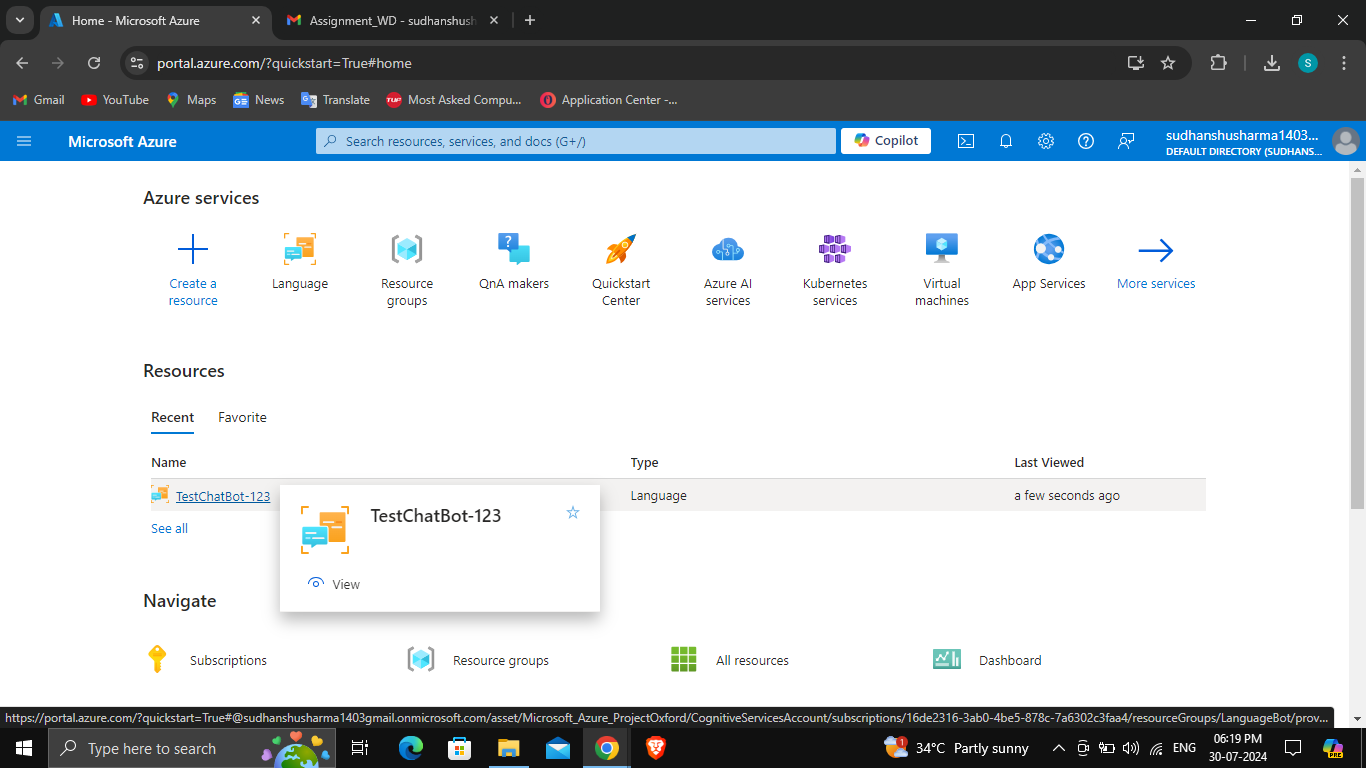 Home - Microsoft Azure
Assignment_WD - sudhanshush
portal.azure.com/?quickstart=True#home
S
Gmail
YouTube
Maps
News
Translate
Most Asked Compu...
Application Center -...
Microsoft Azure
Search resources, services, and docs (G+/)
Copilot
sudhanshusharma1403...
DEFAULT DIRECTORY (SUDHANS...
Azure services
Create a
resource
Language
Resource
groups
QnA makers
Quickstart
Center
Azure AI
services
Kubernetes
services
Virtual
machines
App Services
More services
Resources
Recent
Favorite
Name
Type
Last Viewed
TestChatBot-123
Language
a few seconds ago
See all
TestChatBot-123
View
Navigate
Subscriptions
Resource groups
All resources
Dashboard
https://portal.azure.com/?quickstart=True#@sudhanshusharma1403gmail.onmicrosoft.com/asset/Microsoft_Azure_ProjectOxford/CognitiveServicesAccount/subscriptions/16de2316-3ab0-4be5-878c-7a6302c3faa4/resourceGroups/LanguageBot/prov...
Type here to search
1
34°C Partly sunny
ENG
06:19 PM
30-07-2024
PRE